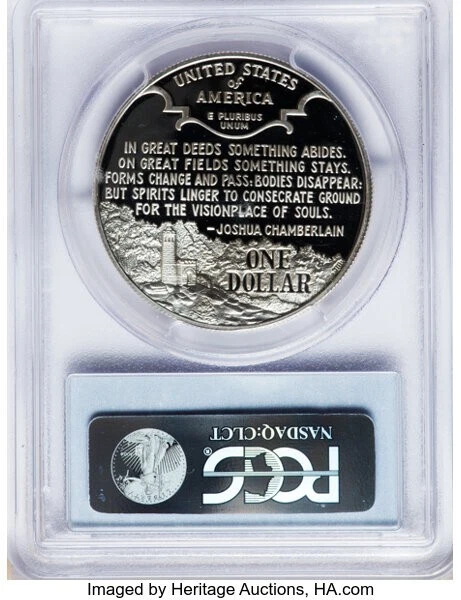 UNITED STATES
OF
AMERICA
E PLURIBUS
UNUM
IN GREAT DEEDS SOMETHING ABIDES.
ON GREAT FIELDS SOMETHING STAYS.
FORMS CHANGE AND PASS: BODIES DISAPPEAR:
BUT SPIRITS LINGER TO CONSECRATE GROUND
FOR THE VISIONPLACE OF SOULS.
-JOSHUA CHAMBERLAIN
ONE
DOLLAR
PCGS®
NASDAQ:CLCT
Imaged by Heritage Auctions, HA.com